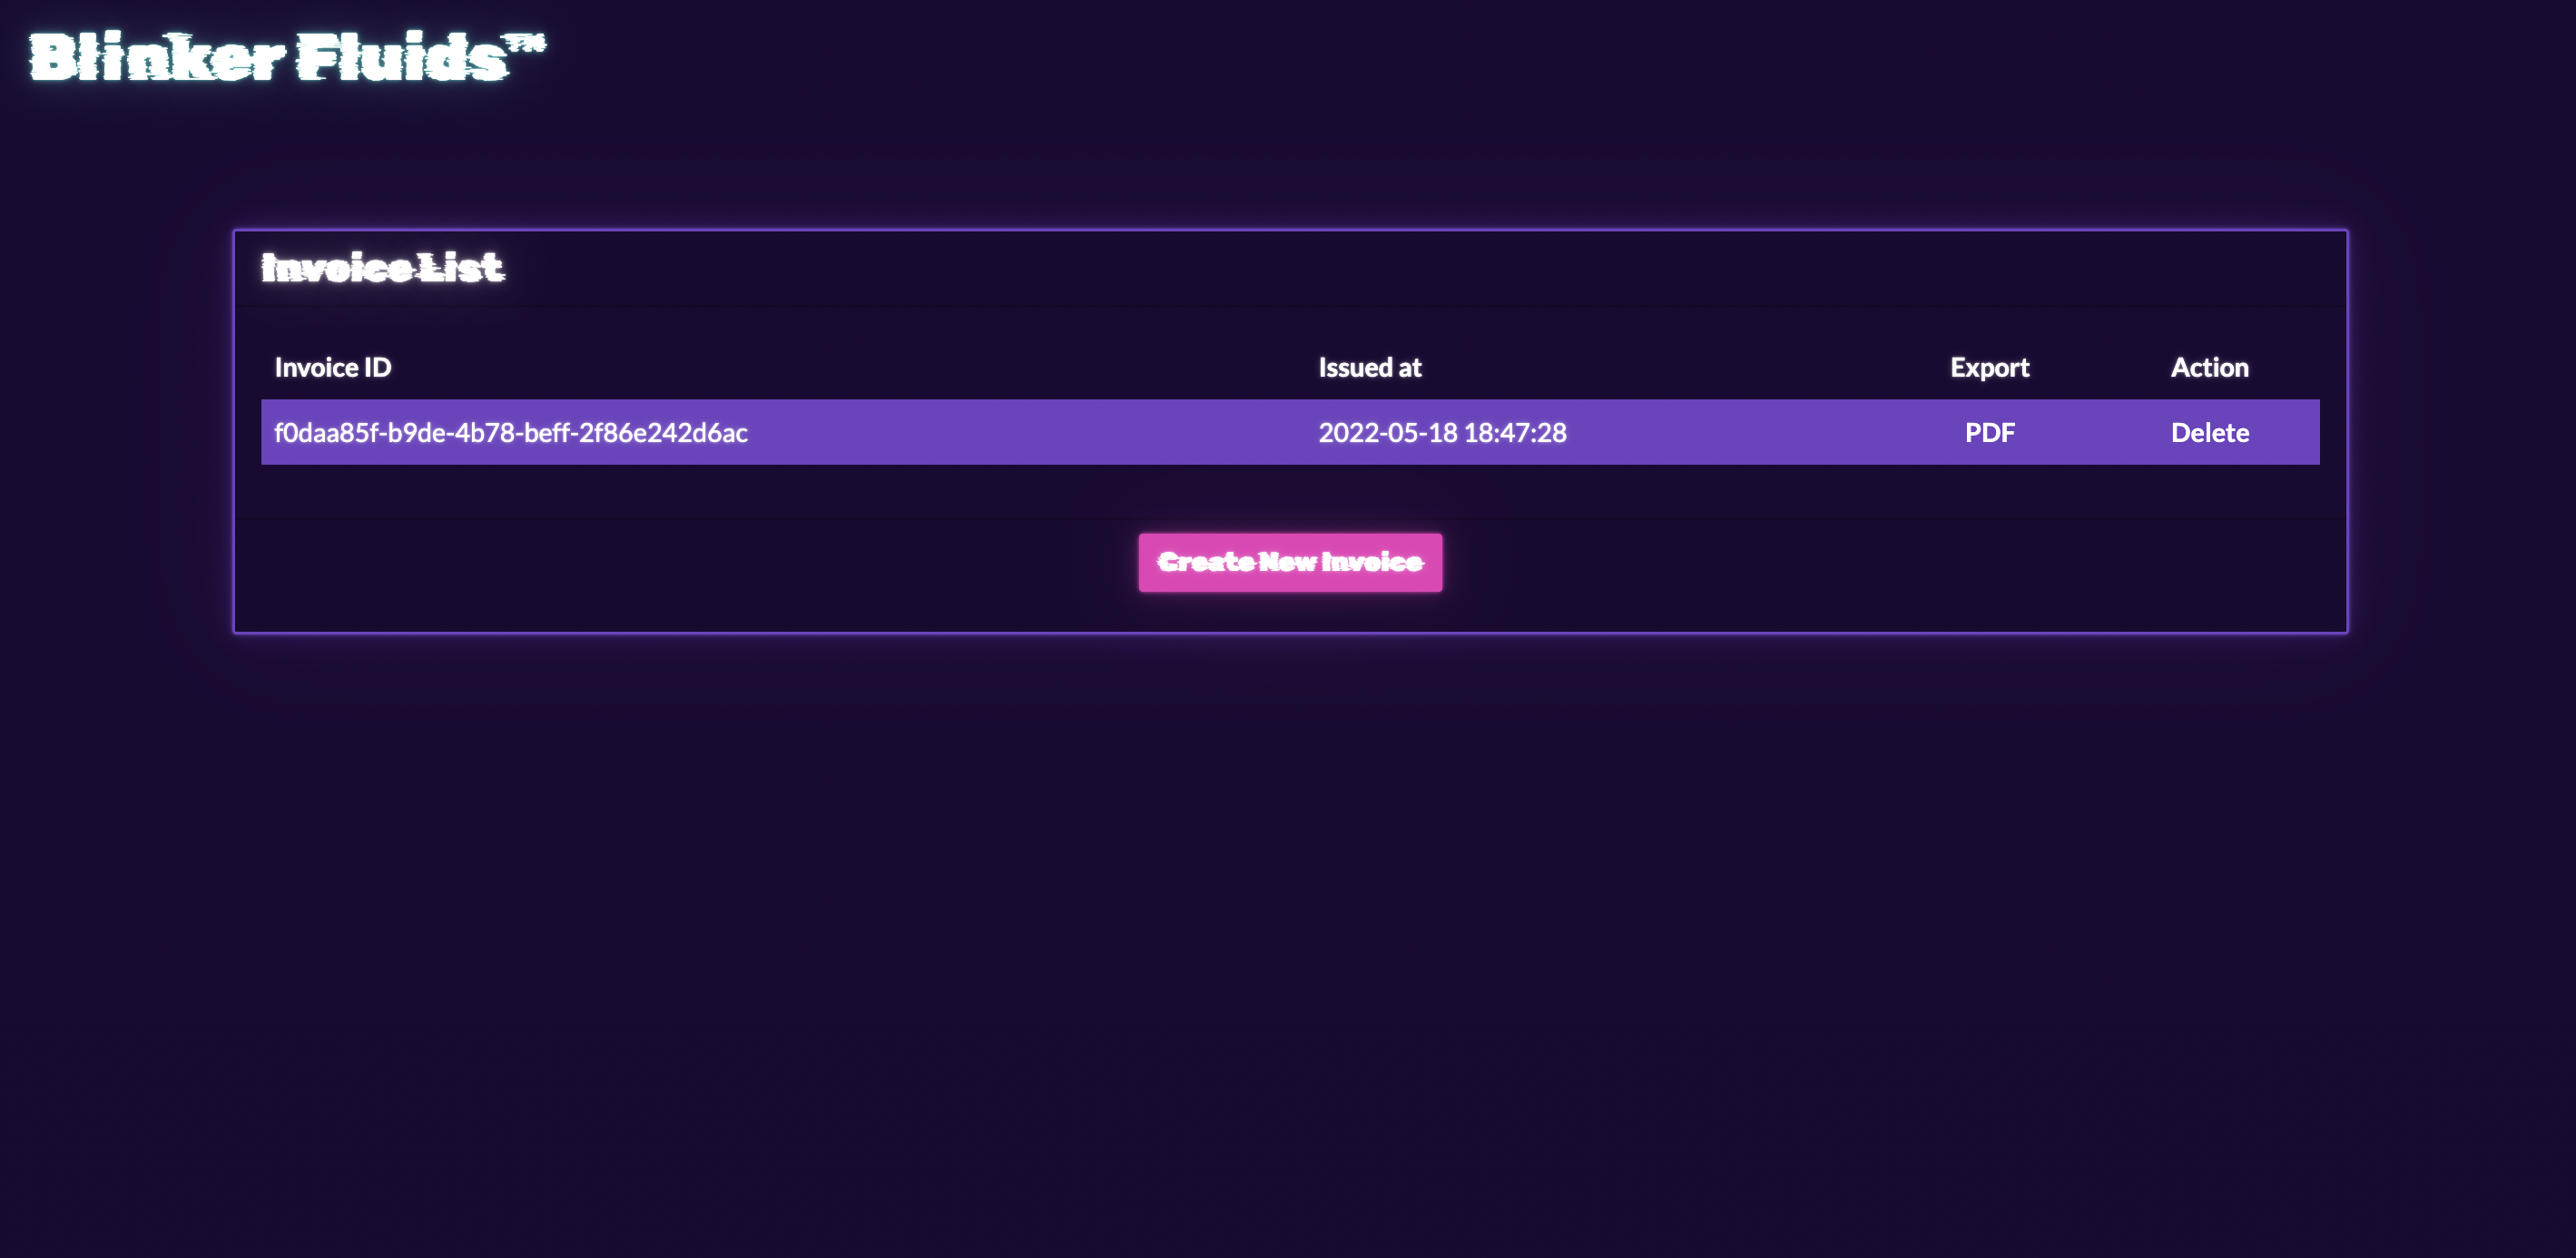 Blinker Fluids™
Invoice List
Invoice ID Issued at Export Action
f0daa85f-b9de-4b78-beff-2f86e242d6ac 2022-05-18 18:47:28 PDF Delete
Create New Invoice